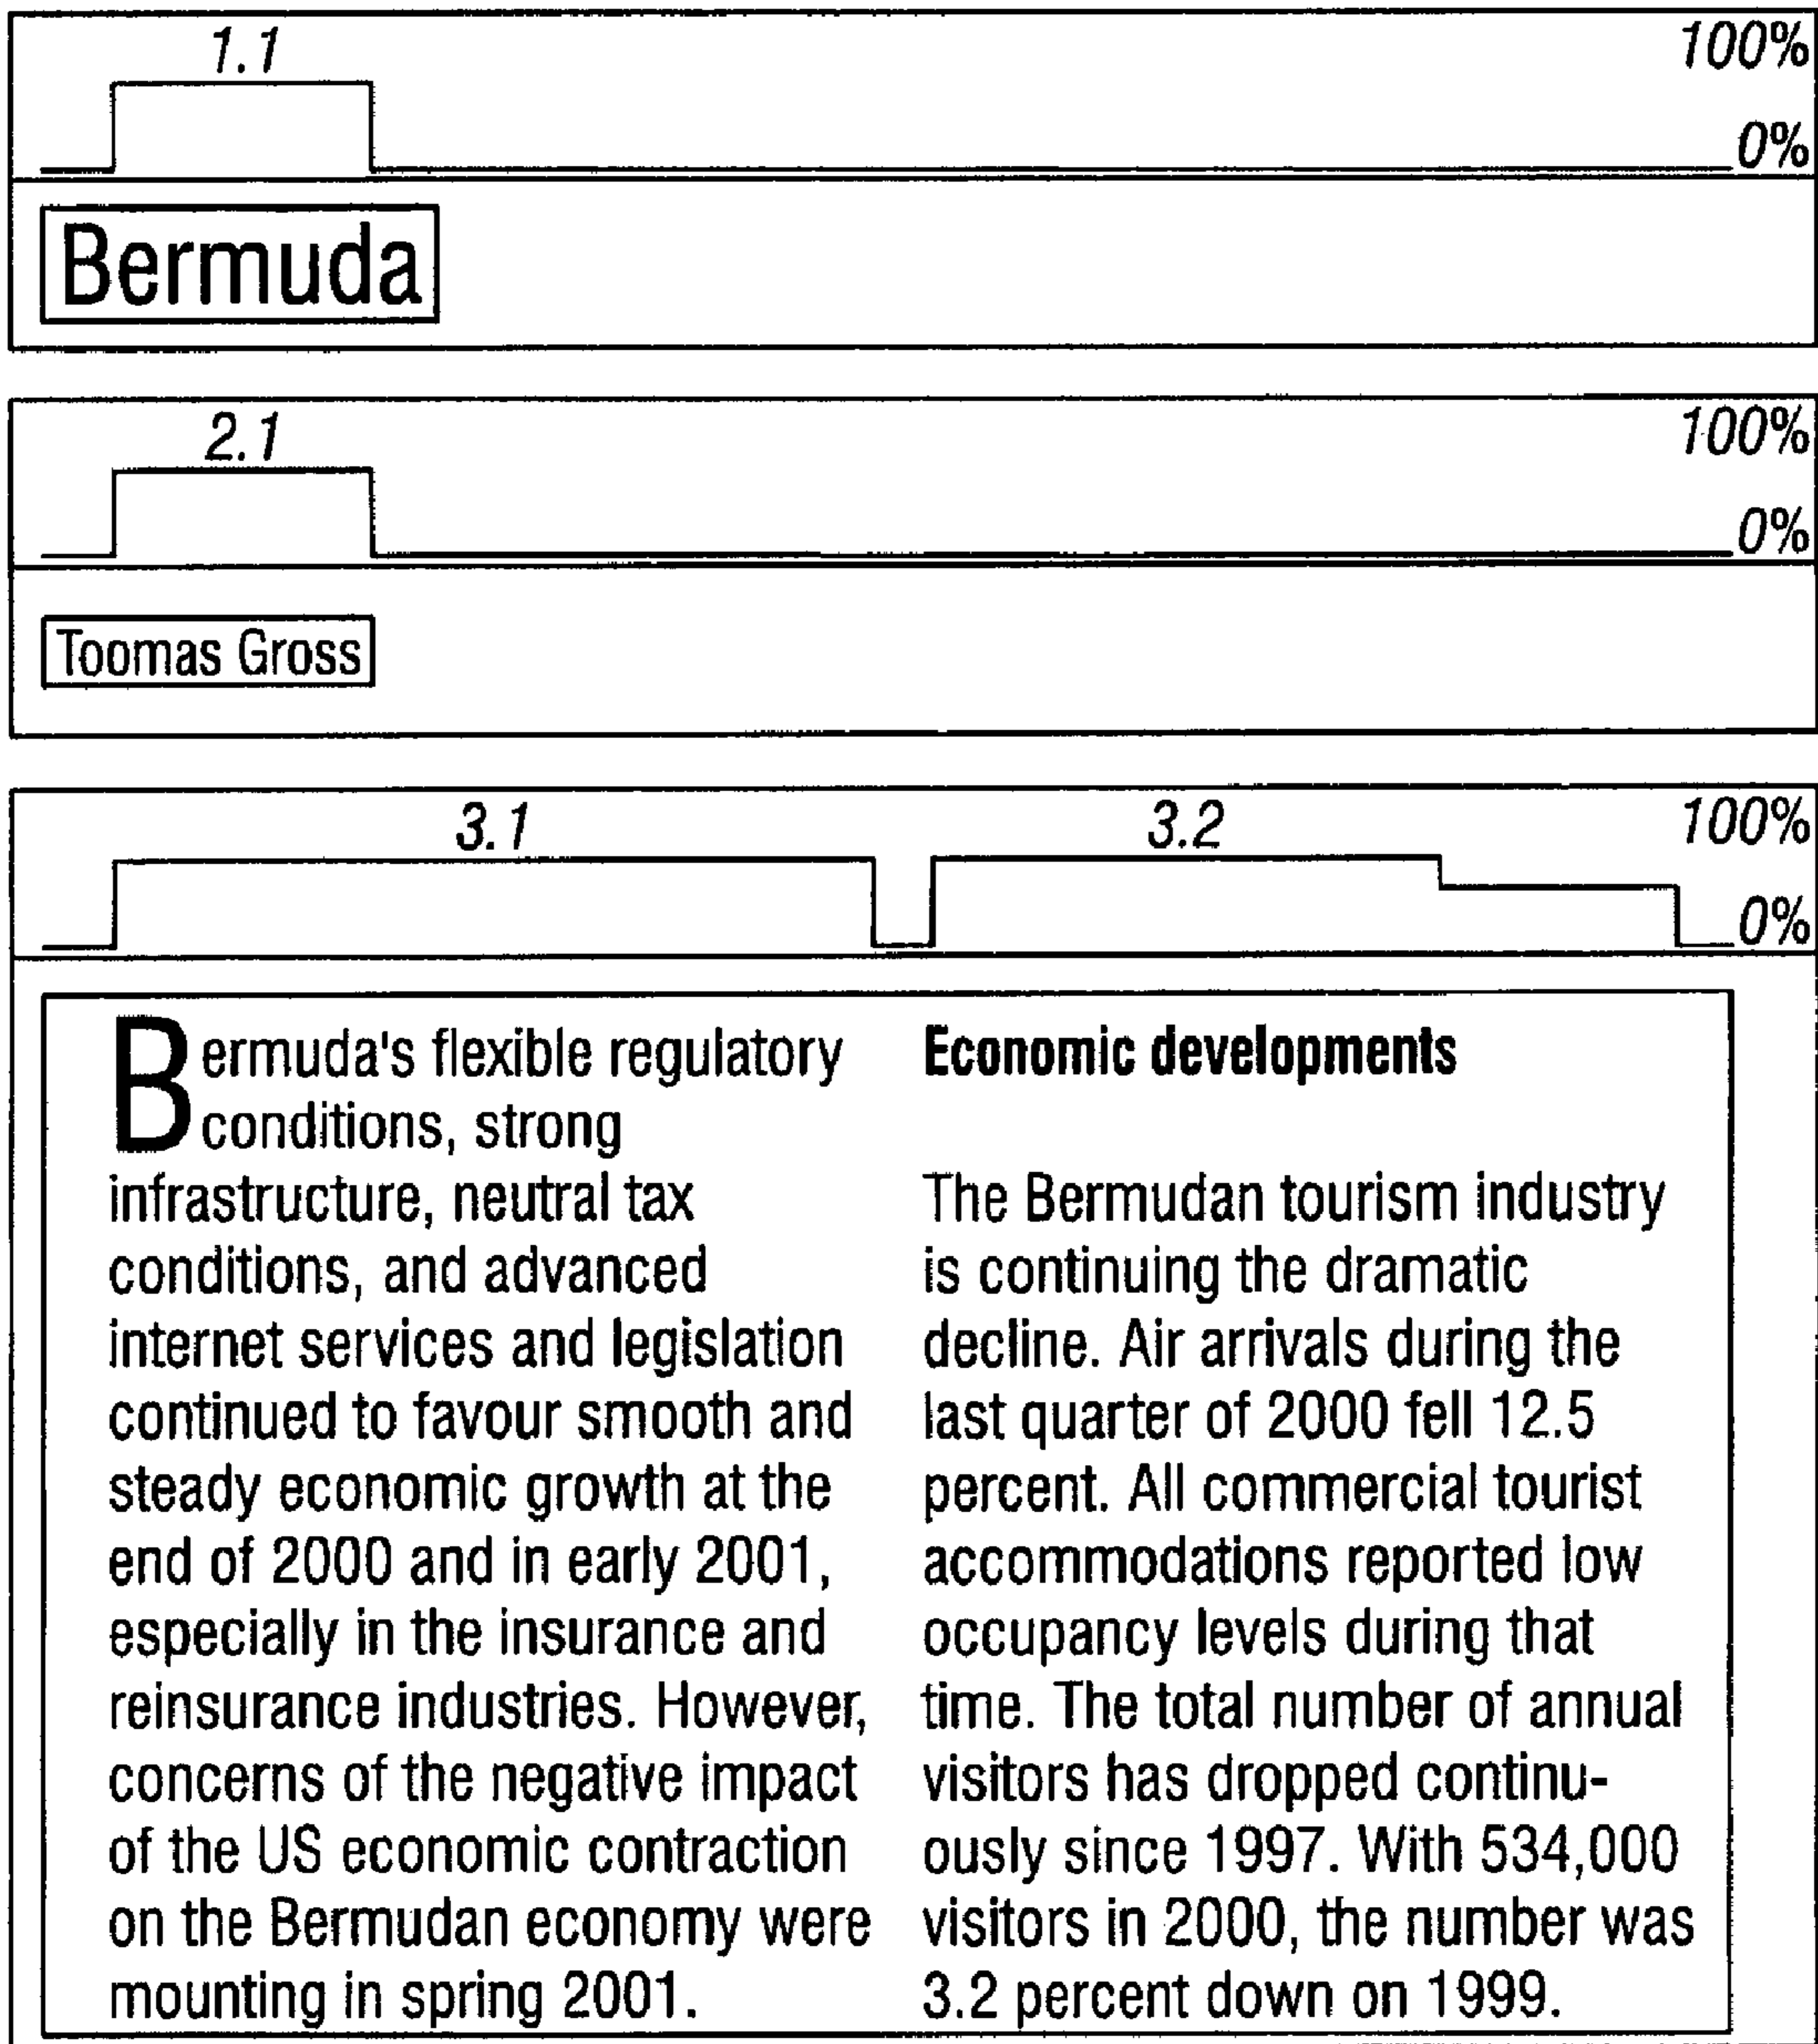 1.1 100%
0%
Bermuda
2.1 100%
0%
Toomas Gross
3.1 3.2 100%
0%
Bermuda's flexible regulatory
conditions, strong
infrastructure, neutral tax
conditions, and advanced
internet services and legislation
continued to favour smooth and
steady economic growth at the
end of 2000 and in early 2001,
especially in the insurance and
reinsurance industries. However,
concerns of the negative impact
of the US economic contraction
on the Bermudan economy were
mounting in spring 2001.
Economic developments
The Bermudan tourism industry
is continuing the dramatic
decline. Air arrivals during the
last quarter of 2000 fell 12.5
percent. All commercial tourist
accommodations reported low
occupancy levels during that
time. The total number of annual
visitors has dropped continu-
ously since 1997. With 534,000
visitors in 2000, the number was
3.2 percent down on 1999.